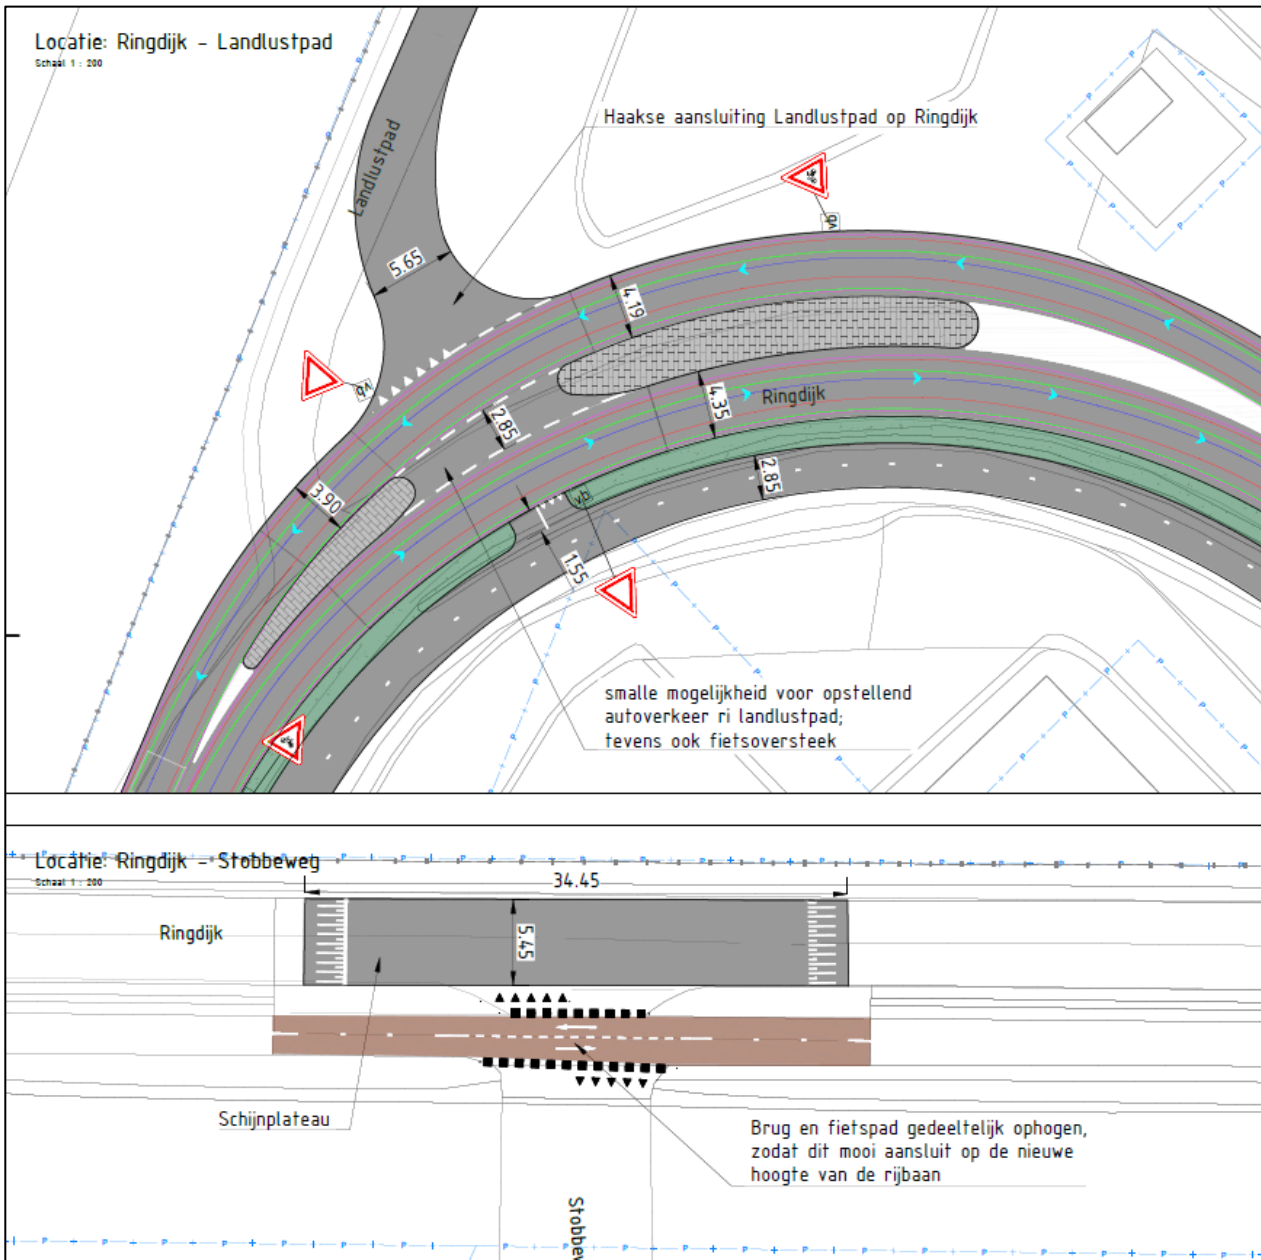 Locatie: Ringdijk - Landlustpad
Schaal 1 : 200
Haakse aansluiting Landlustpad op Ringdijk
Landlustpad
5.65
4.19
vb
vb
2.85
4.35
Ringdijk
3.90
vb
2.85
1.55
smalle mogelijkheid voor opstellend
autoverkeer ri landlustpad;
tevens ook fietsoversteek
Locatie: Ringdijk - Stobbeweg
Schaal 1 : 200
34.45
Ringdijk
5.45
Schijnplateau
Brug en fietspad gedeeltelijk ophogen,
zodat dit mooi aansluit op de nieuwe
hoogte van de rijbaan